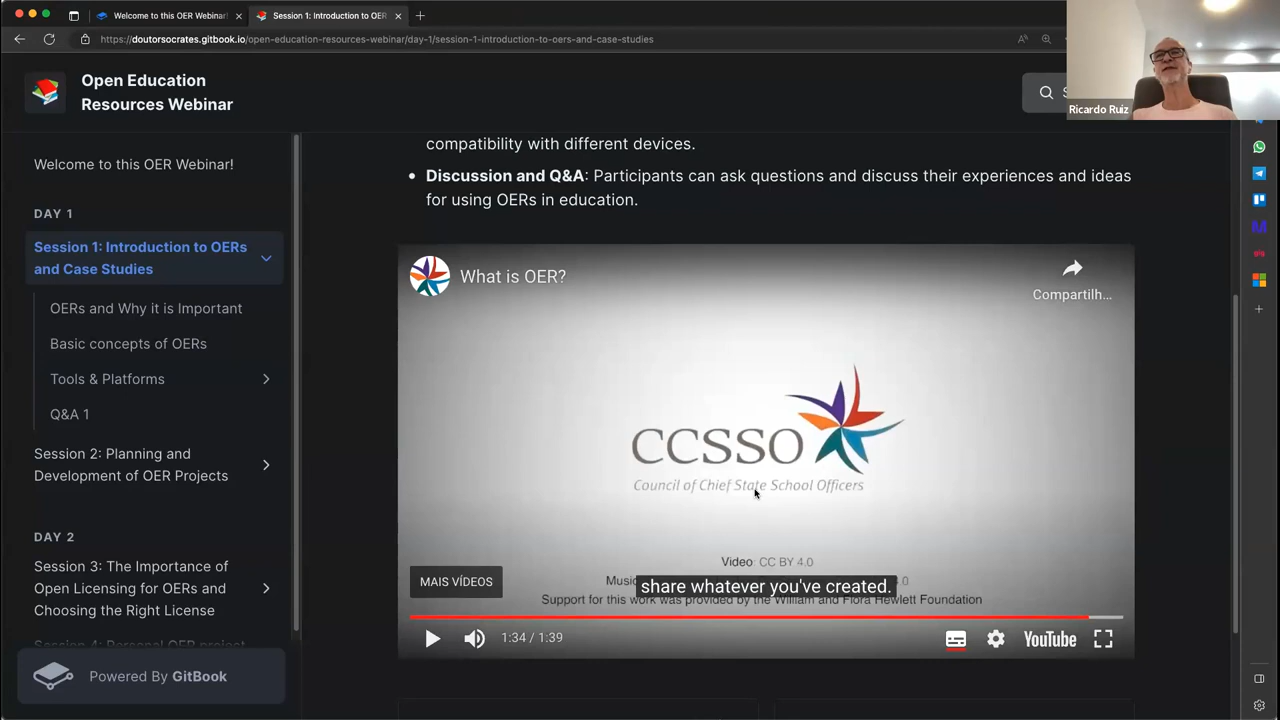 Welcome to this OER Webinar!
Session 1: Introduction to OER
https://doutorsocrates.gitbook.io/open-education-resources-webinar/day-1/session-1-introduction-to-oers-and-case-studies
Open Education
Resources Webinar
Ricardo Ruiz
Welcome to this OER Webinar!
DAY 1
Session 1: Introduction to OERs
and Case Studies
OERs and Why it is Important
Basic concepts of OERs
Tools & Platforms
Q&A 1
Session 2: Planning and
Development of OER Projects
DAY 2
Session 3: The Importance of
Open Licensing for OERs and
Choosing the Right License
Session 4: Personal OER project
Powered By GitBook
compatibility with different devices.
• Discussion and Q&A: Participants can ask questions and discuss their experiences and ideas
for using OERs in education.
What is OER?
Compartilh...
CCSSO
Council of Chief State School Officers
Video: CC BY 4.0
MAIS VÍDEOS
share whatever you've created.
Support for this work was provided by the William and Flora Hewlett Foundation
1:34 / 1:39
YouTube